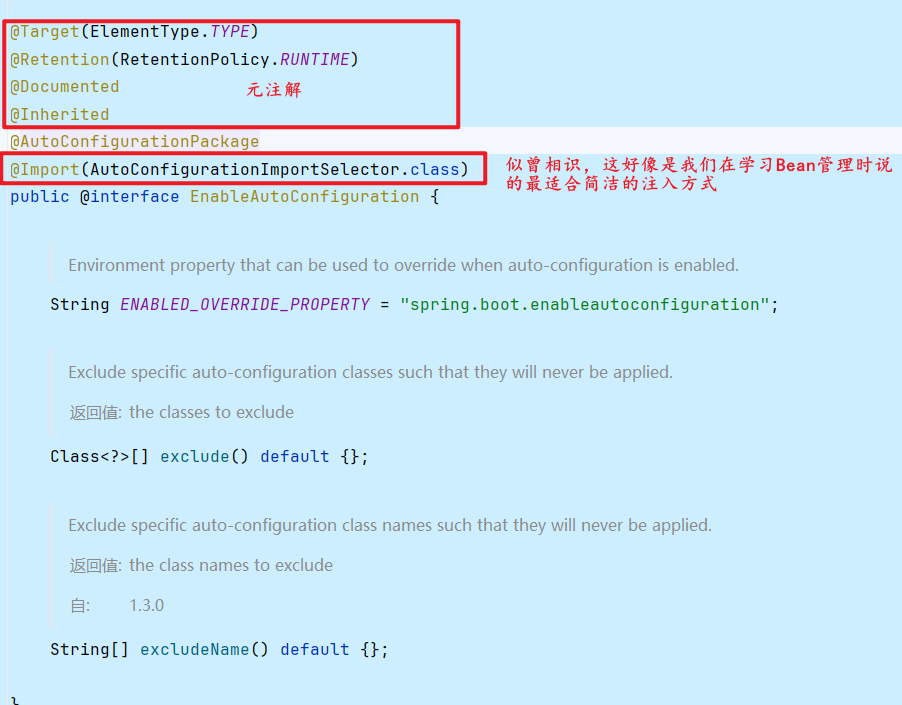 @Target(ElementType.TYPE)
@Retention(RetentionPolicy.RUNTIME)
@Documented
元注解
@Inherited
@AutoConfigurationPackage
@Import(AutoConfigurationImportSelector.class)
似曾相识，这好像是我们在学习Bean管理时说
的最适合简洁的注入方式
public @interface EnableAutoConfiguration {
Environment property that can be used to override when auto-configuration is enabled.
String ENABLED_OVERRIDE_PROPERTY = "spring.boot.enableautoconfiguration";
Exclude specific auto-configuration classes such that they will never be applied.
返回值: the classes to exclude
Class<?>[] exclude() default {};
Exclude specific auto-configuration class names such that they will never be applied.
返回值: the class names to exclude
自: 1.3.0
String[] excludeName() default {};
}